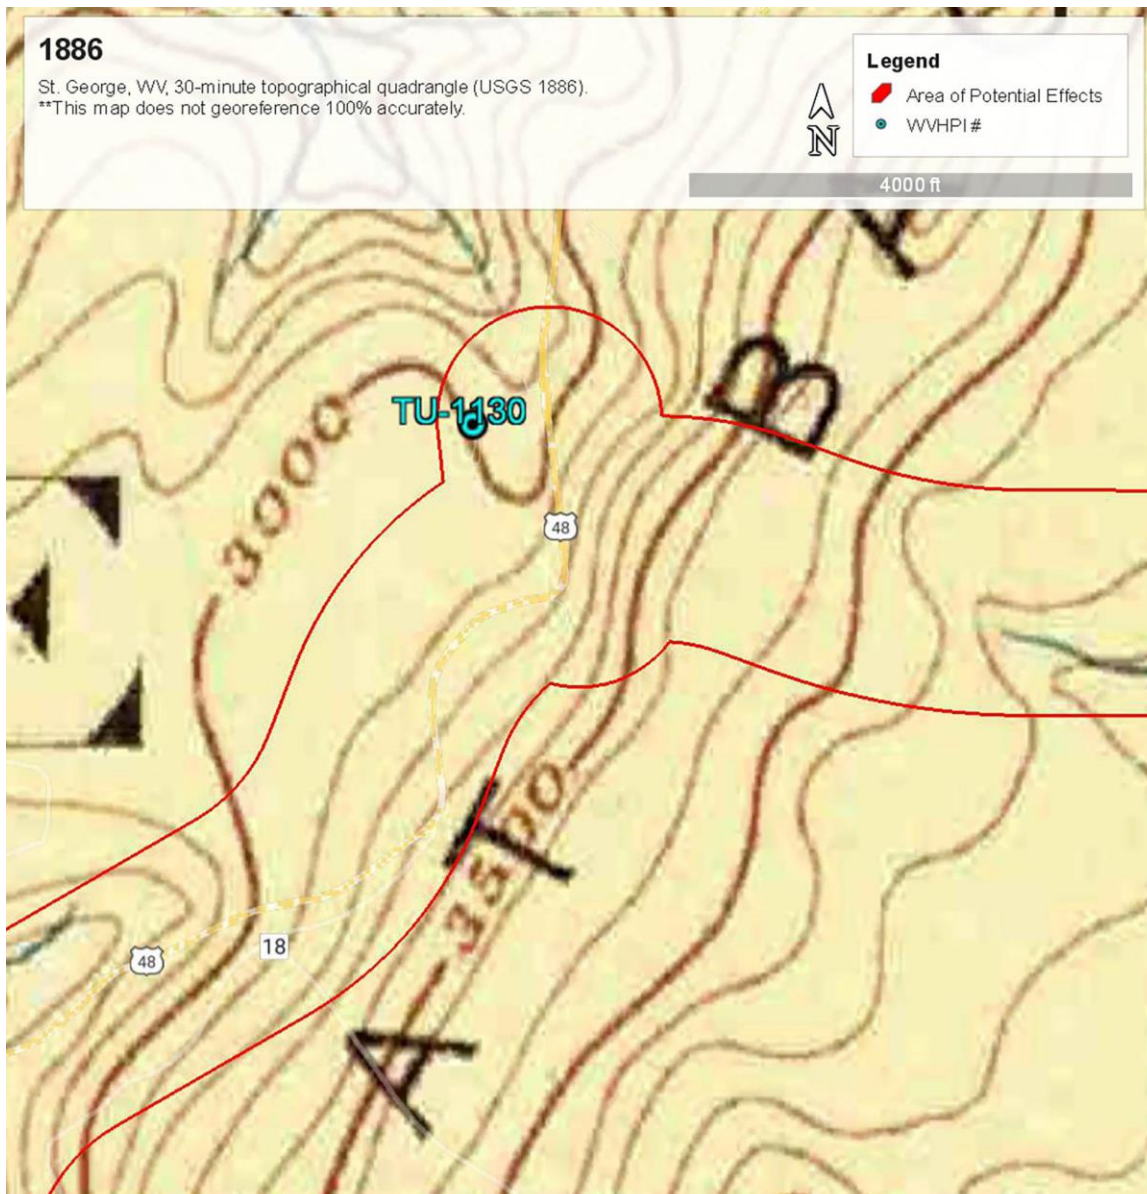 1886
St. George, WV, 30-minute topographical quadrangle (USGS 1886).
**This map does not georeference 100% accurately.
Legend
Area of Potential Effects
WVHPI #
N
4000 ft
B
TU-1130
3000
48
T
3500
18
48
A